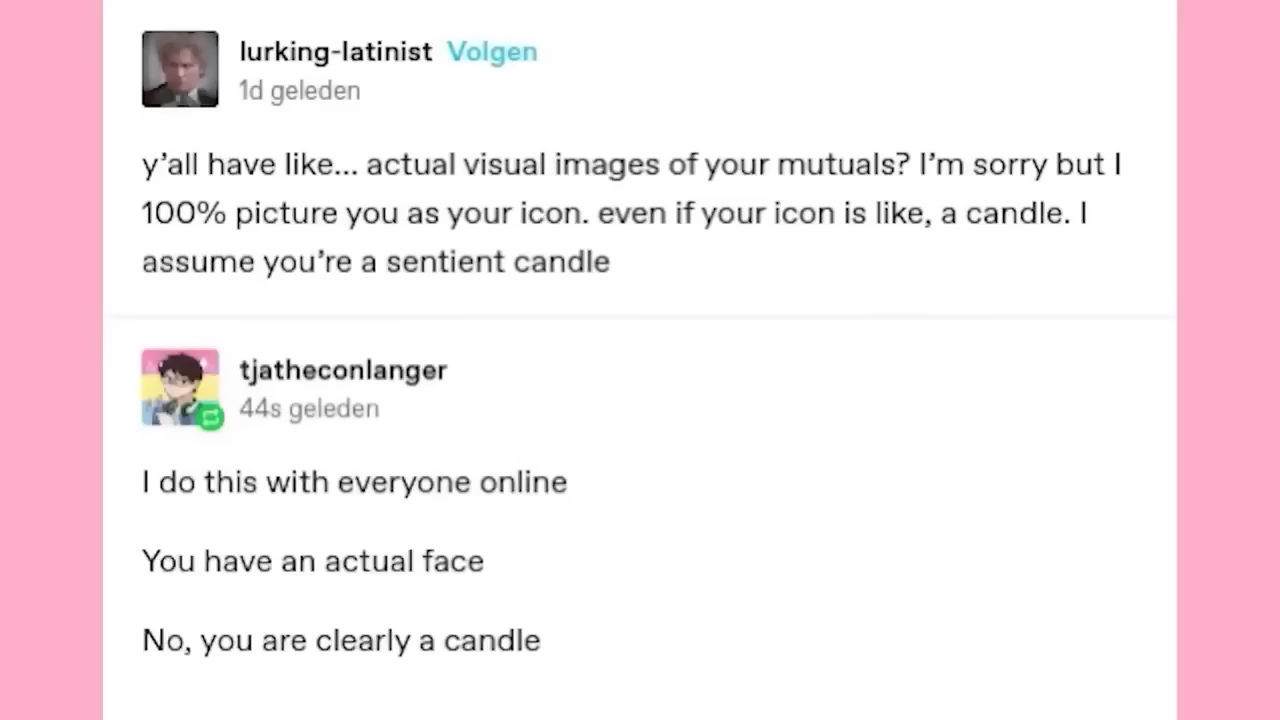 lurking-latinist Volgen
1d geleden
y’all have like... actual visual images of your mutuals? I’m sorry but I
100% picture you as your icon. even if your icon is like, a candle. I
assume you’re a sentient candle
tjatheconlanger
44s geleden
I do this with everyone online
You have an actual face
No, you are clearly a candle